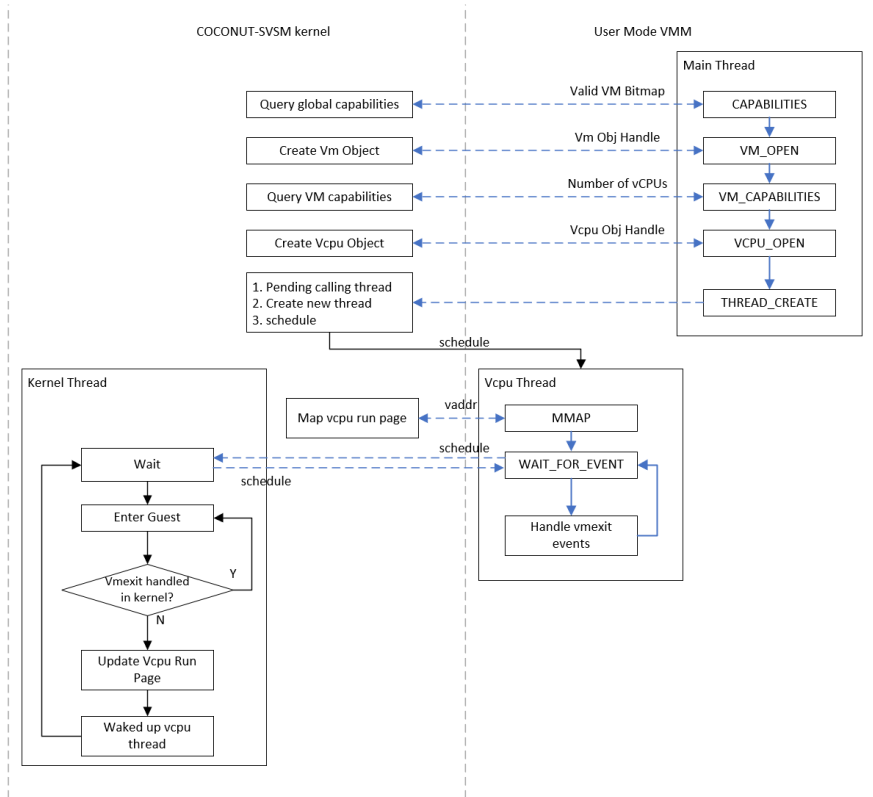 COCONUT-SVSM kernel
User Mode VMM
Main Thread
Valid VM Bitmap
Query global capabilities
CAPABILITIES
Vm Obj Handle
Create Vm Object
VM_OPEN
Number of vCPUs
Query VM capabilities
VM_CAPABILITIES
Vcpu Obj Handle
Create Vcpu Object
VCPU_OPEN
1. Pending calling thread
2. Create new thread
3. schedule
THREAD_CREATE
schedule
Kernel Thread
Vcpu Thread
Map vcpu run page
vaddr
MMAP
schedule
Wait
WAIT_FOR_EVENT
schedule
Enter Guest
Handle vmexit
events
Vmexit handled
in kernel?
Y
N
Update Vcpu Run
Page
Waked up vcpu
thread